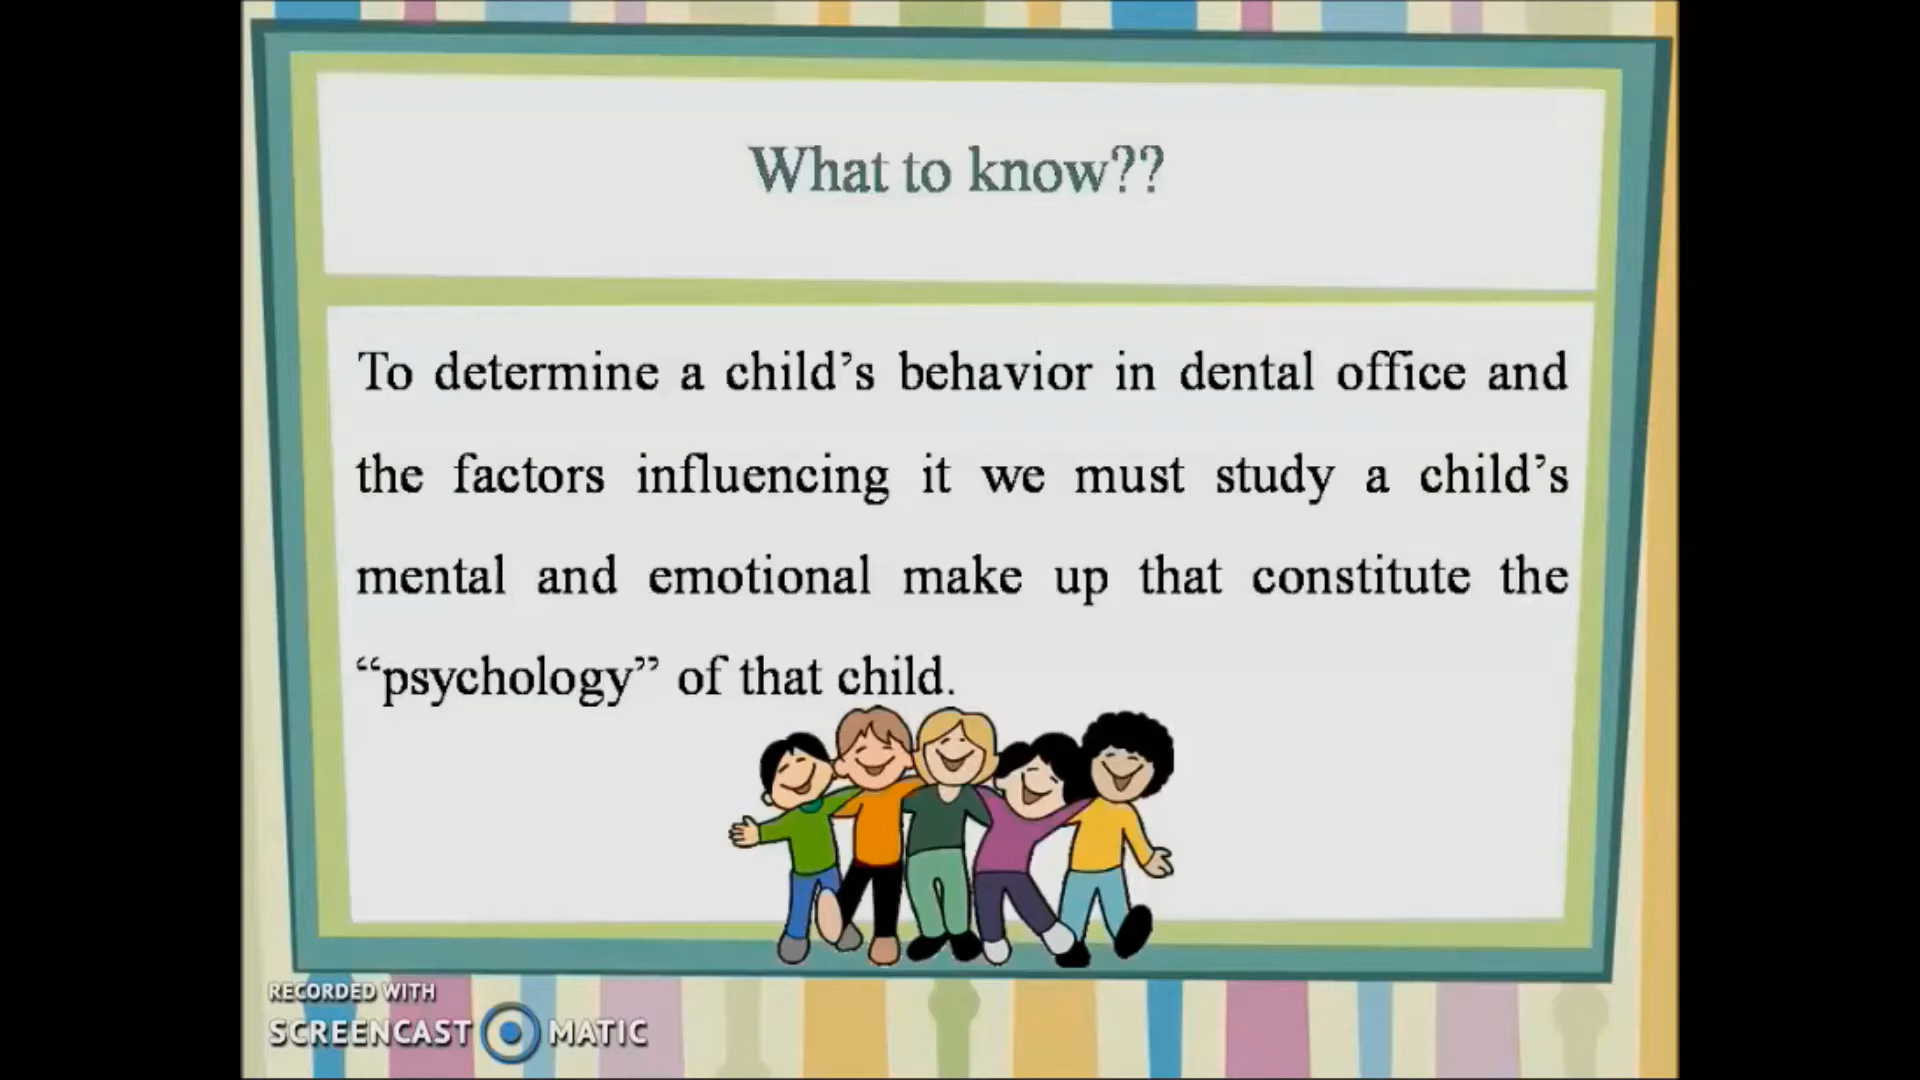 What to know??
To determine a child’s behavior in dental office and
the factors influencing it we must study a child’s
mental and emotional make up that constitute the
“psychology” of that child.
RECORDED WITH
SCREENCAST MATIC